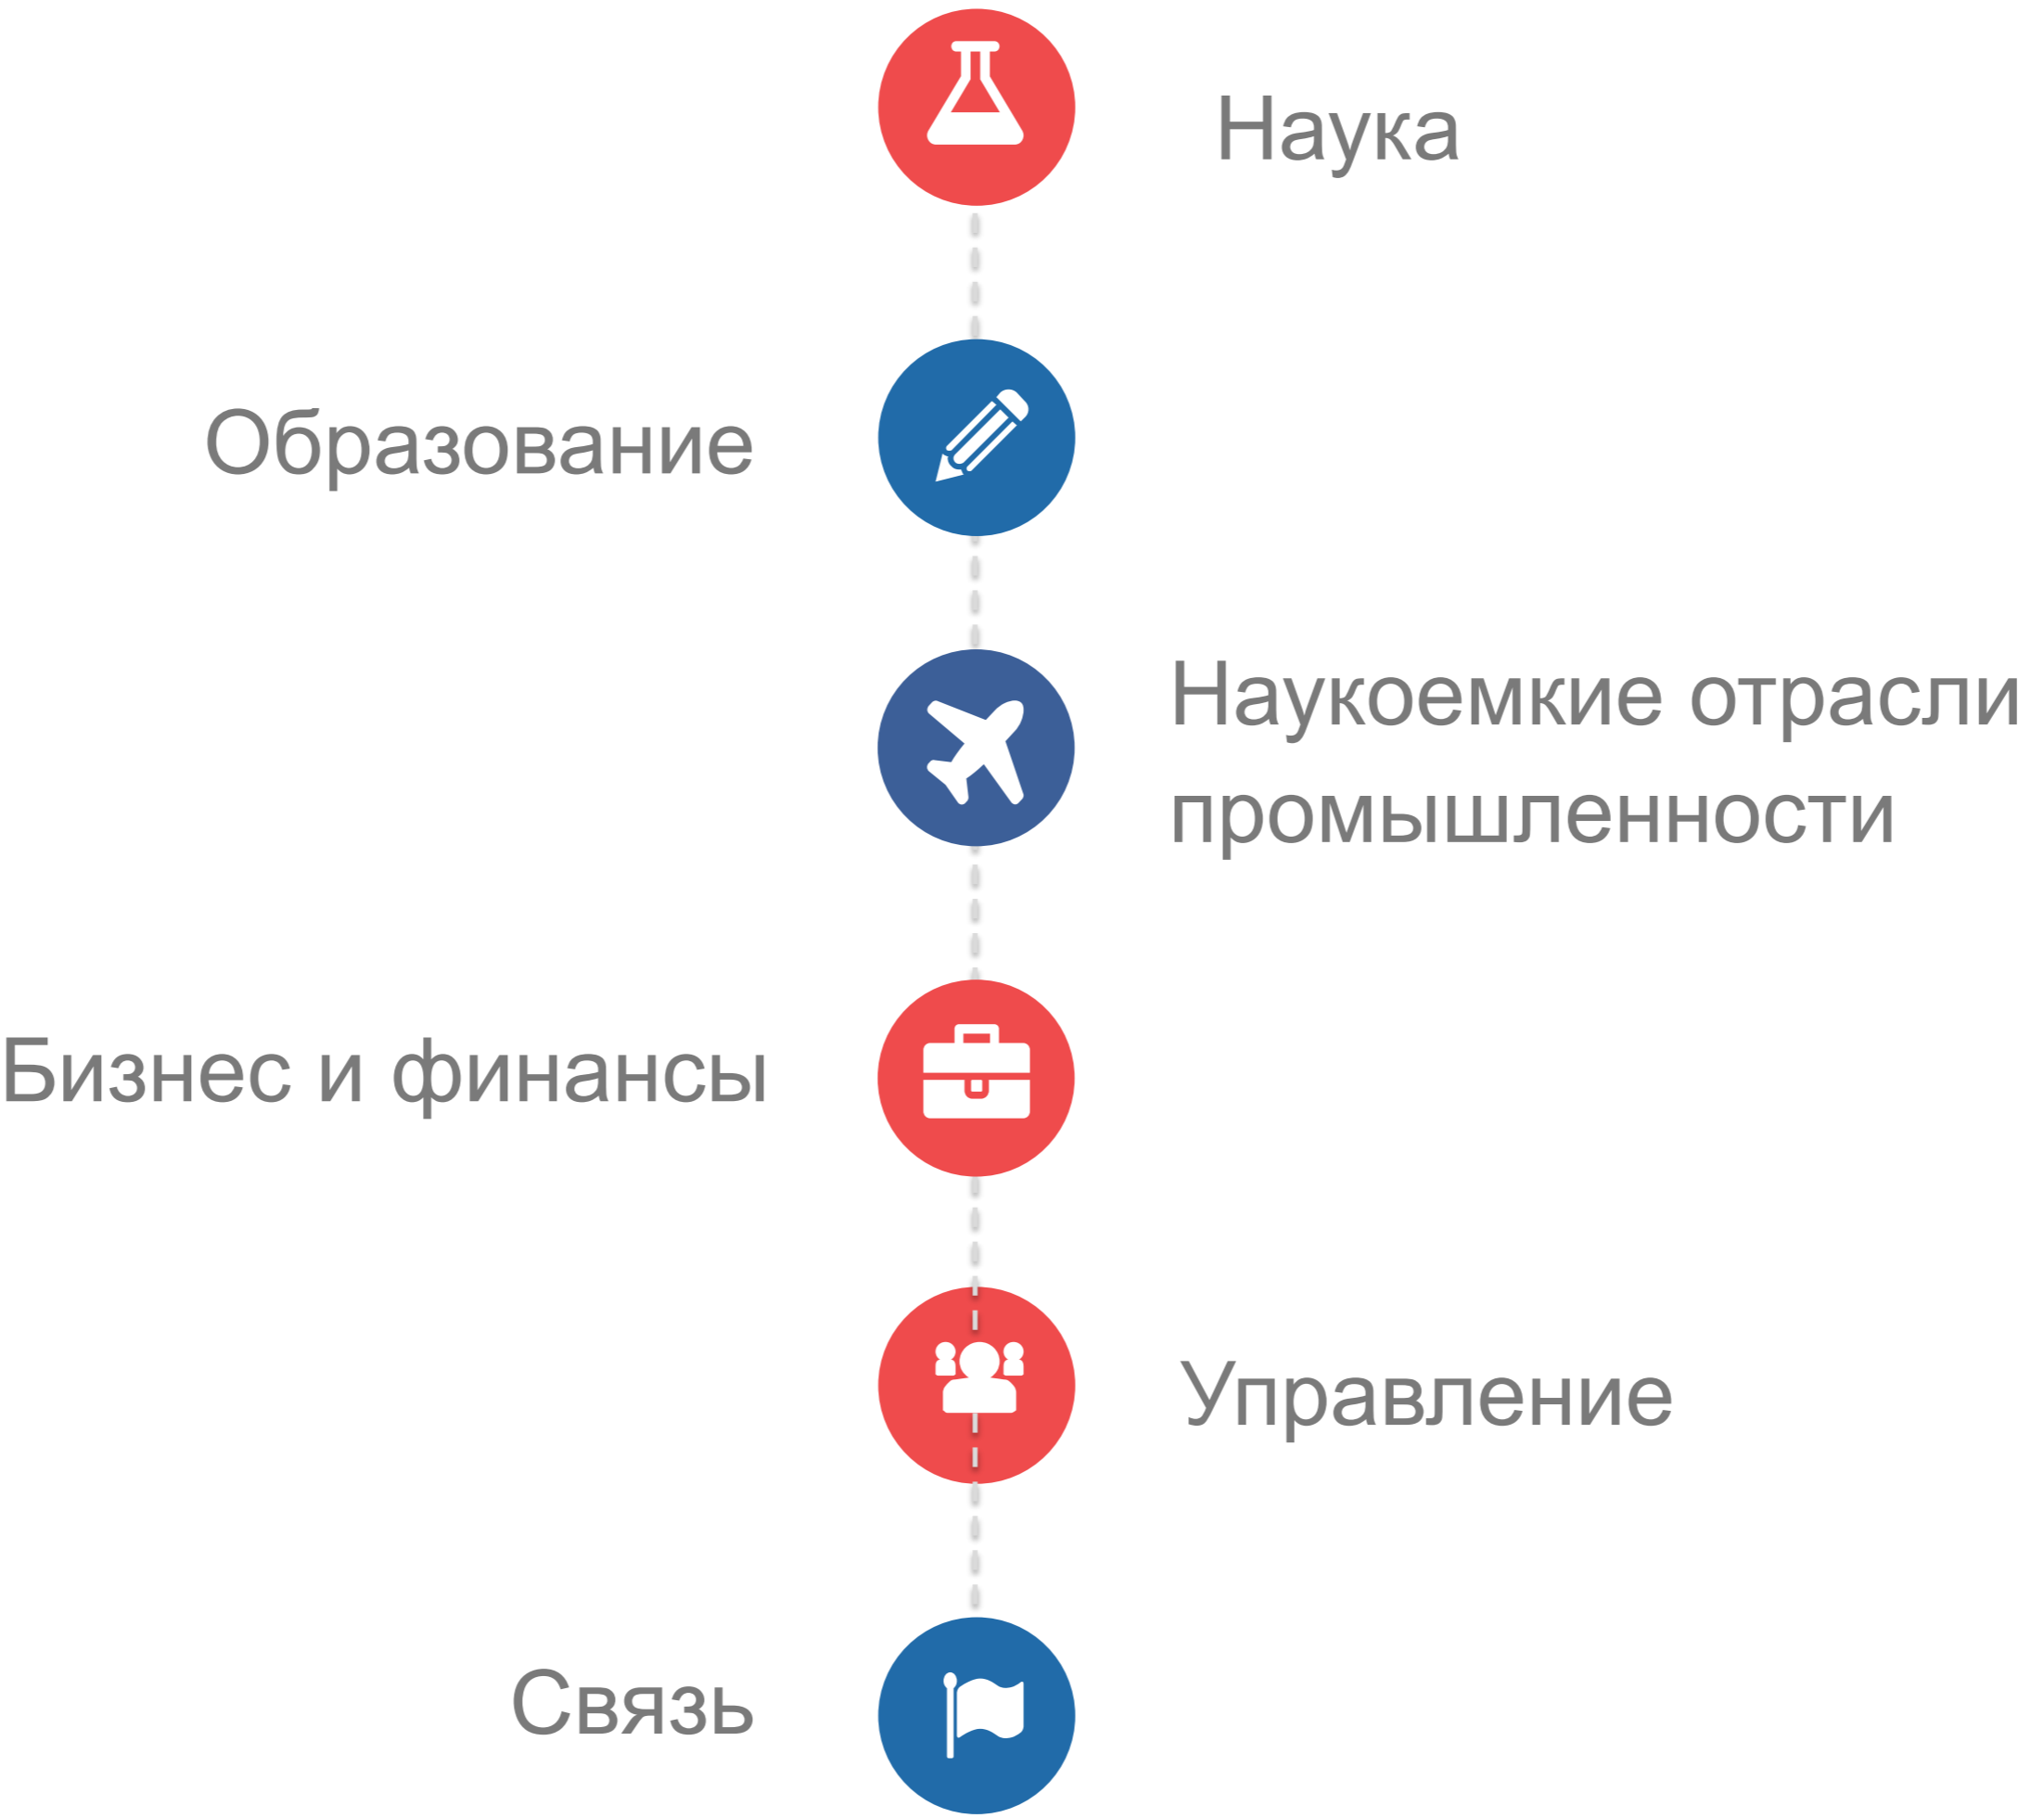 Наука
Образование
Наукоемкие отрасли
промышленности
Бизнес и финансы
Управление
Связь